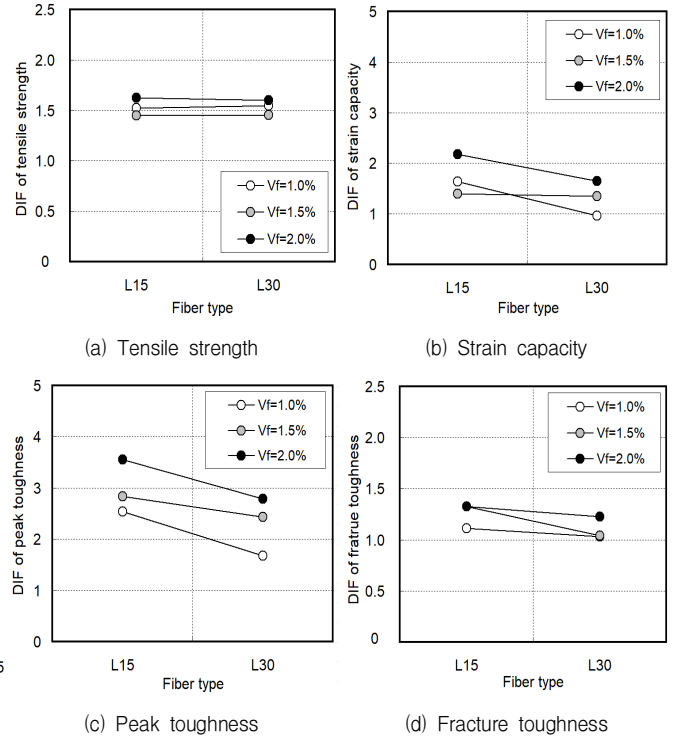 DIF of tensile strength
2.5
2.0
1.5
1.0
0.5
0
Vf=1.0%
Vf=1.5%
Vf=2.0%
L15 L30
Fiber type
(a) Tensile strength
DIF of strain capacity
5
4
3
2
1
0
Vf=1.0%
Vf=1.5%
Vf=2.0%
L15 L30
Fiber type
(b) Strain capacity
DIF of peak toughness
5
4
3
2
1
0
Vf=1.0%
Vf=1.5%
Vf=2.0%
L15 L30
Fiber type
(c) Peak toughness
5
DIF of fratrue toughness
2.5
2.0
1.5
1.0
0.5
0
Vf=1.0%
Vf=1.5%
Vf=2.0%
L15 L30
Fiber type
(d) Fracture toughness